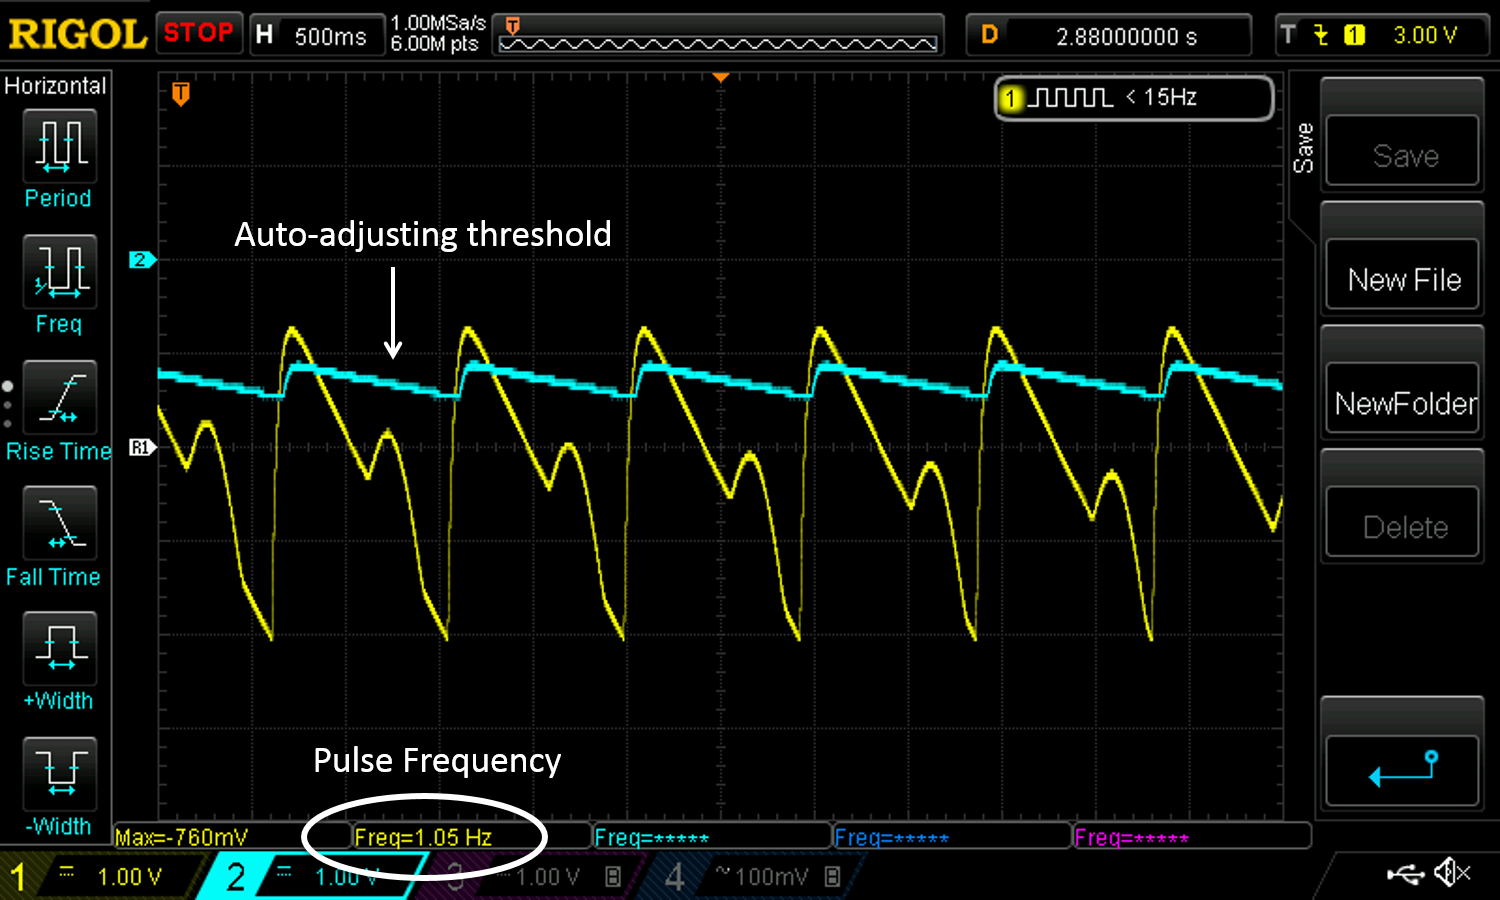 RIGOL STOP H 500ms 1.00MSa/s 6.00M pts T D 2.88000000 s T 1 3.00 V
Horizontal
T
1 < 15Hz
Save
Save
Period
Auto-adjusting threshold
2
New File
1/
Freq
NewFolder
Rise Time
R1
Delete
Fall Time
+Width
Pulse Frequency
-Width
Max=-760mV Freq=1.05 Hz Freq=***** Freq=***** Freq=*****
1 1.00 V 2 1.00 V 3 1.00 V B 4 ~100mV B